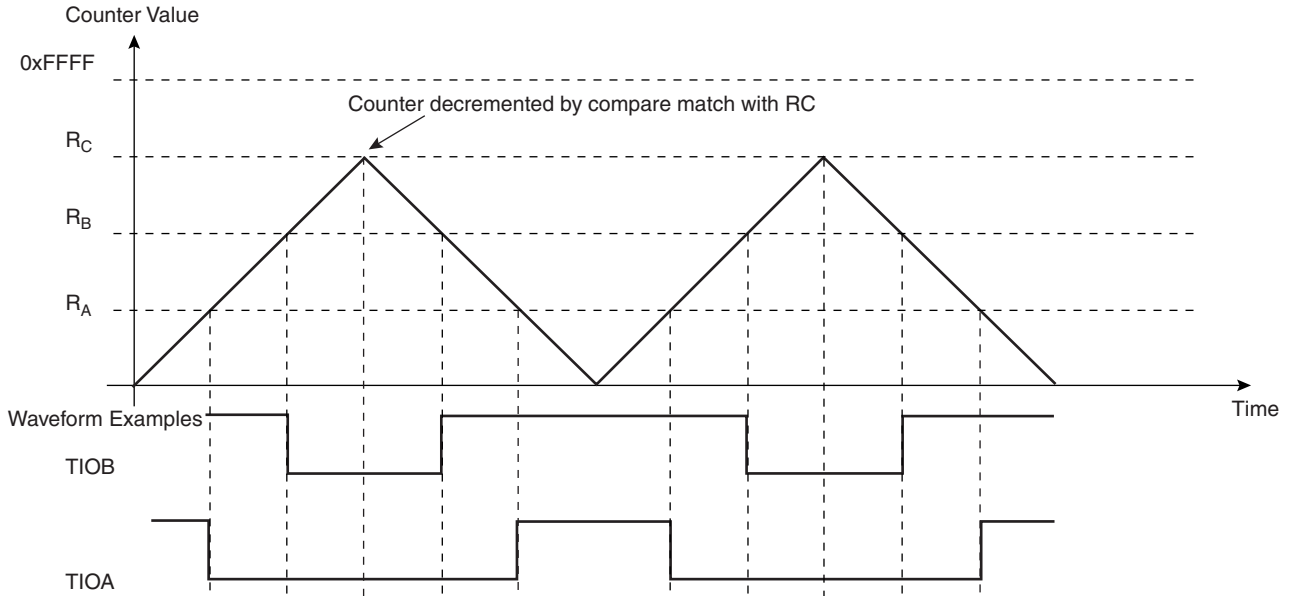 Counter Value
0xFFFF
Counter decremented by compare match with RC
RC
RB
RA
Time
Waveform Examples
TIOB
TIOA